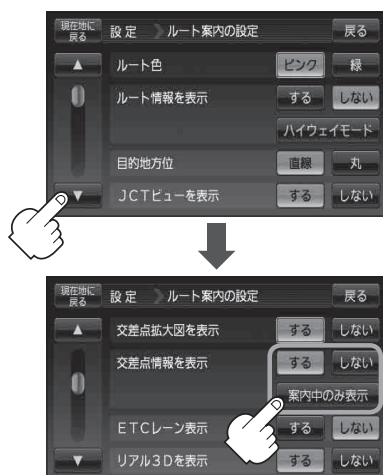 現在地に
戻る
設定 ルート案内の設定 戻る
ルート色 ピンク 緑
ルート情報を表示 する しない
ハイウェイモード
目的地方位 直線 丸
JCTビューを表示 する しない
現在地に
戻る
設定 ルート案内の設定 戻る
交差点拡大図を表示 する しない
交差点情報を表示 する しない
案内中のみ表示
ETCレーン表示 する しない
リアル3Dを表示 する しない